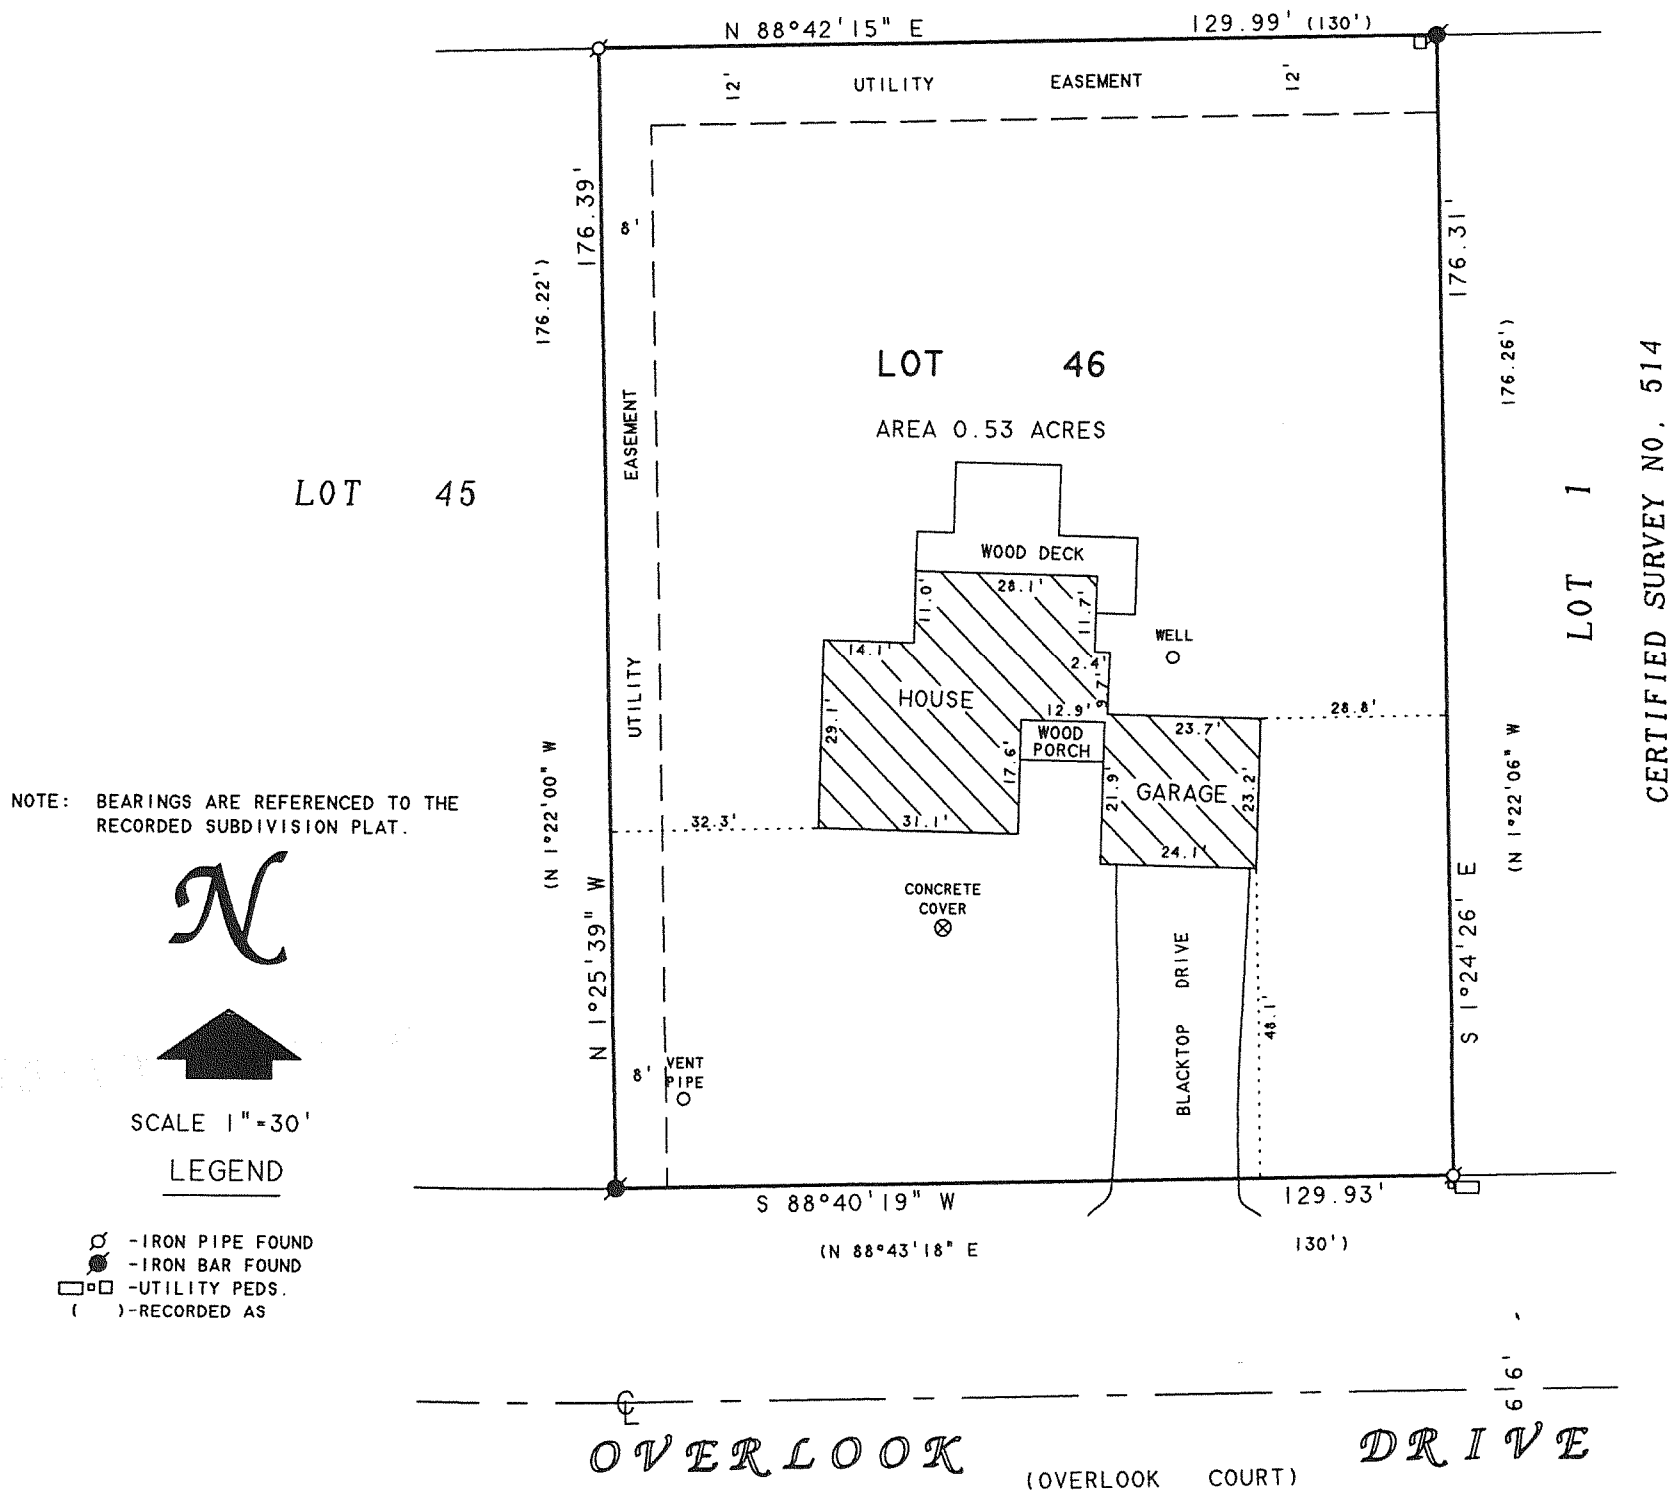 N 88°42'15" E
129.99' (130')
12'
UTILITY EASEMENT
12'
176.39'
(176.22')
8'
176.31'
(176.26')
LOT 46
AREA 0.53 ACRES
EASEMENT
UTILITY
LOT 45
LOT 1
CERTIFIED SURVEY NO. 514
WOOD DECK
28.1'
11.0'
11.7'
WELL
14.1'
2.4'
9.7'
HOUSE
29.1'
12.9'
WOOD
PORCH
17.6'
23.7'
28.8'
21.9'
GARAGE
23.2'
24.1'
32.3'
31.1'
NOTE: BEARINGS ARE REFERENCED TO THE
RECORDED SUBDIVISION PLAT.
(N 1°22'00" W
(N 1°22'06" W
N 1°25'39" W
S 1°24'26' E
CONCRETE
COVER
N
BLACKTOP DRIVE
48.1'
8'
VENT
PIPE
SCALE 1"=30'
LEGEND
-IRON PIPE FOUND
-IRON BAR FOUND
-UTILITY PEDS.
( )-RECORDED AS
S 88°40'19" W
129.93'
(N 88°43'18" E
130')
66'
℄
OVERLOOK DRIVE
(OVERLOOK COURT)